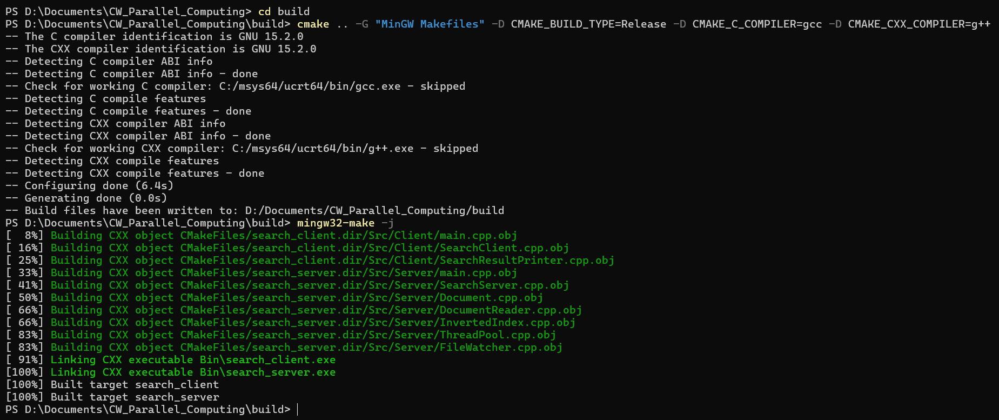 PS D:\Documents\CW_Parallel_Computing> cd build
PS D:\Documents\CW_Parallel_Computing\build> cmake .. -G "MinGW Makefiles" -D CMAKE_BUILD_TYPE=Release -D CMAKE_C_COMPILER=gcc -D CMAKE_CXX_COMPILER=g++
-- The C compiler identification is GNU 15.2.0
-- The CXX compiler identification is GNU 15.2.0
-- Detecting C compiler ABI info
-- Detecting C compiler ABI info - done
-- Check for working C compiler: C:/msys64/ucrt64/bin/gcc.exe - skipped
-- Detecting C compile features
-- Detecting C compile features - done
-- Detecting CXX compiler ABI info
-- Detecting CXX compiler ABI info - done
-- Check for working CXX compiler: C:/msys64/ucrt64/bin/g++.exe - skipped
-- Detecting CXX compile features
-- Detecting CXX compile features - done
-- Configuring done (6.4s)
-- Generating done (0.0s)
-- Build files have been written to: D:/Documents/CW_Parallel_Computing/build
PS D:\Documents\CW_Parallel_Computing\build> mingw32-make -j
[  8%] Building CXX object CMakeFiles/search_client.dir/Src/Client/main.cpp.obj
[ 16%] Building CXX object CMakeFiles/search_client.dir/Src/Client/SearchClient.cpp.obj
[ 25%] Building CXX object CMakeFiles/search_client.dir/Src/Client/SearchResultPrinter.cpp.obj
[ 33%] Building CXX object CMakeFiles/search_server.dir/Src/Server/main.cpp.obj
[ 41%] Building CXX object CMakeFiles/search_server.dir/Src/Server/SearchServer.cpp.obj
[ 50%] Building CXX object CMakeFiles/search_server.dir/Src/Server/Document.cpp.obj
[ 66%] Building CXX object CMakeFiles/search_server.dir/Src/Server/DocumentReader.cpp.obj
[ 66%] Building CXX object CMakeFiles/search_server.dir/Src/Server/InvertedIndex.cpp.obj
[ 83%] Building CXX object CMakeFiles/search_server.dir/Src/Server/ThreadPool.cpp.obj
[ 83%] Building CXX object CMakeFiles/search_server.dir/Src/Server/FileWatcher.cpp.obj
[ 91%] Linking CXX executable Bin\search_client.exe
[100%] Linking CXX executable Bin\search_server.exe
[100%] Built target search_client
[100%] Built target search_server
PS D:\Documents\CW_Parallel_Computing\build>